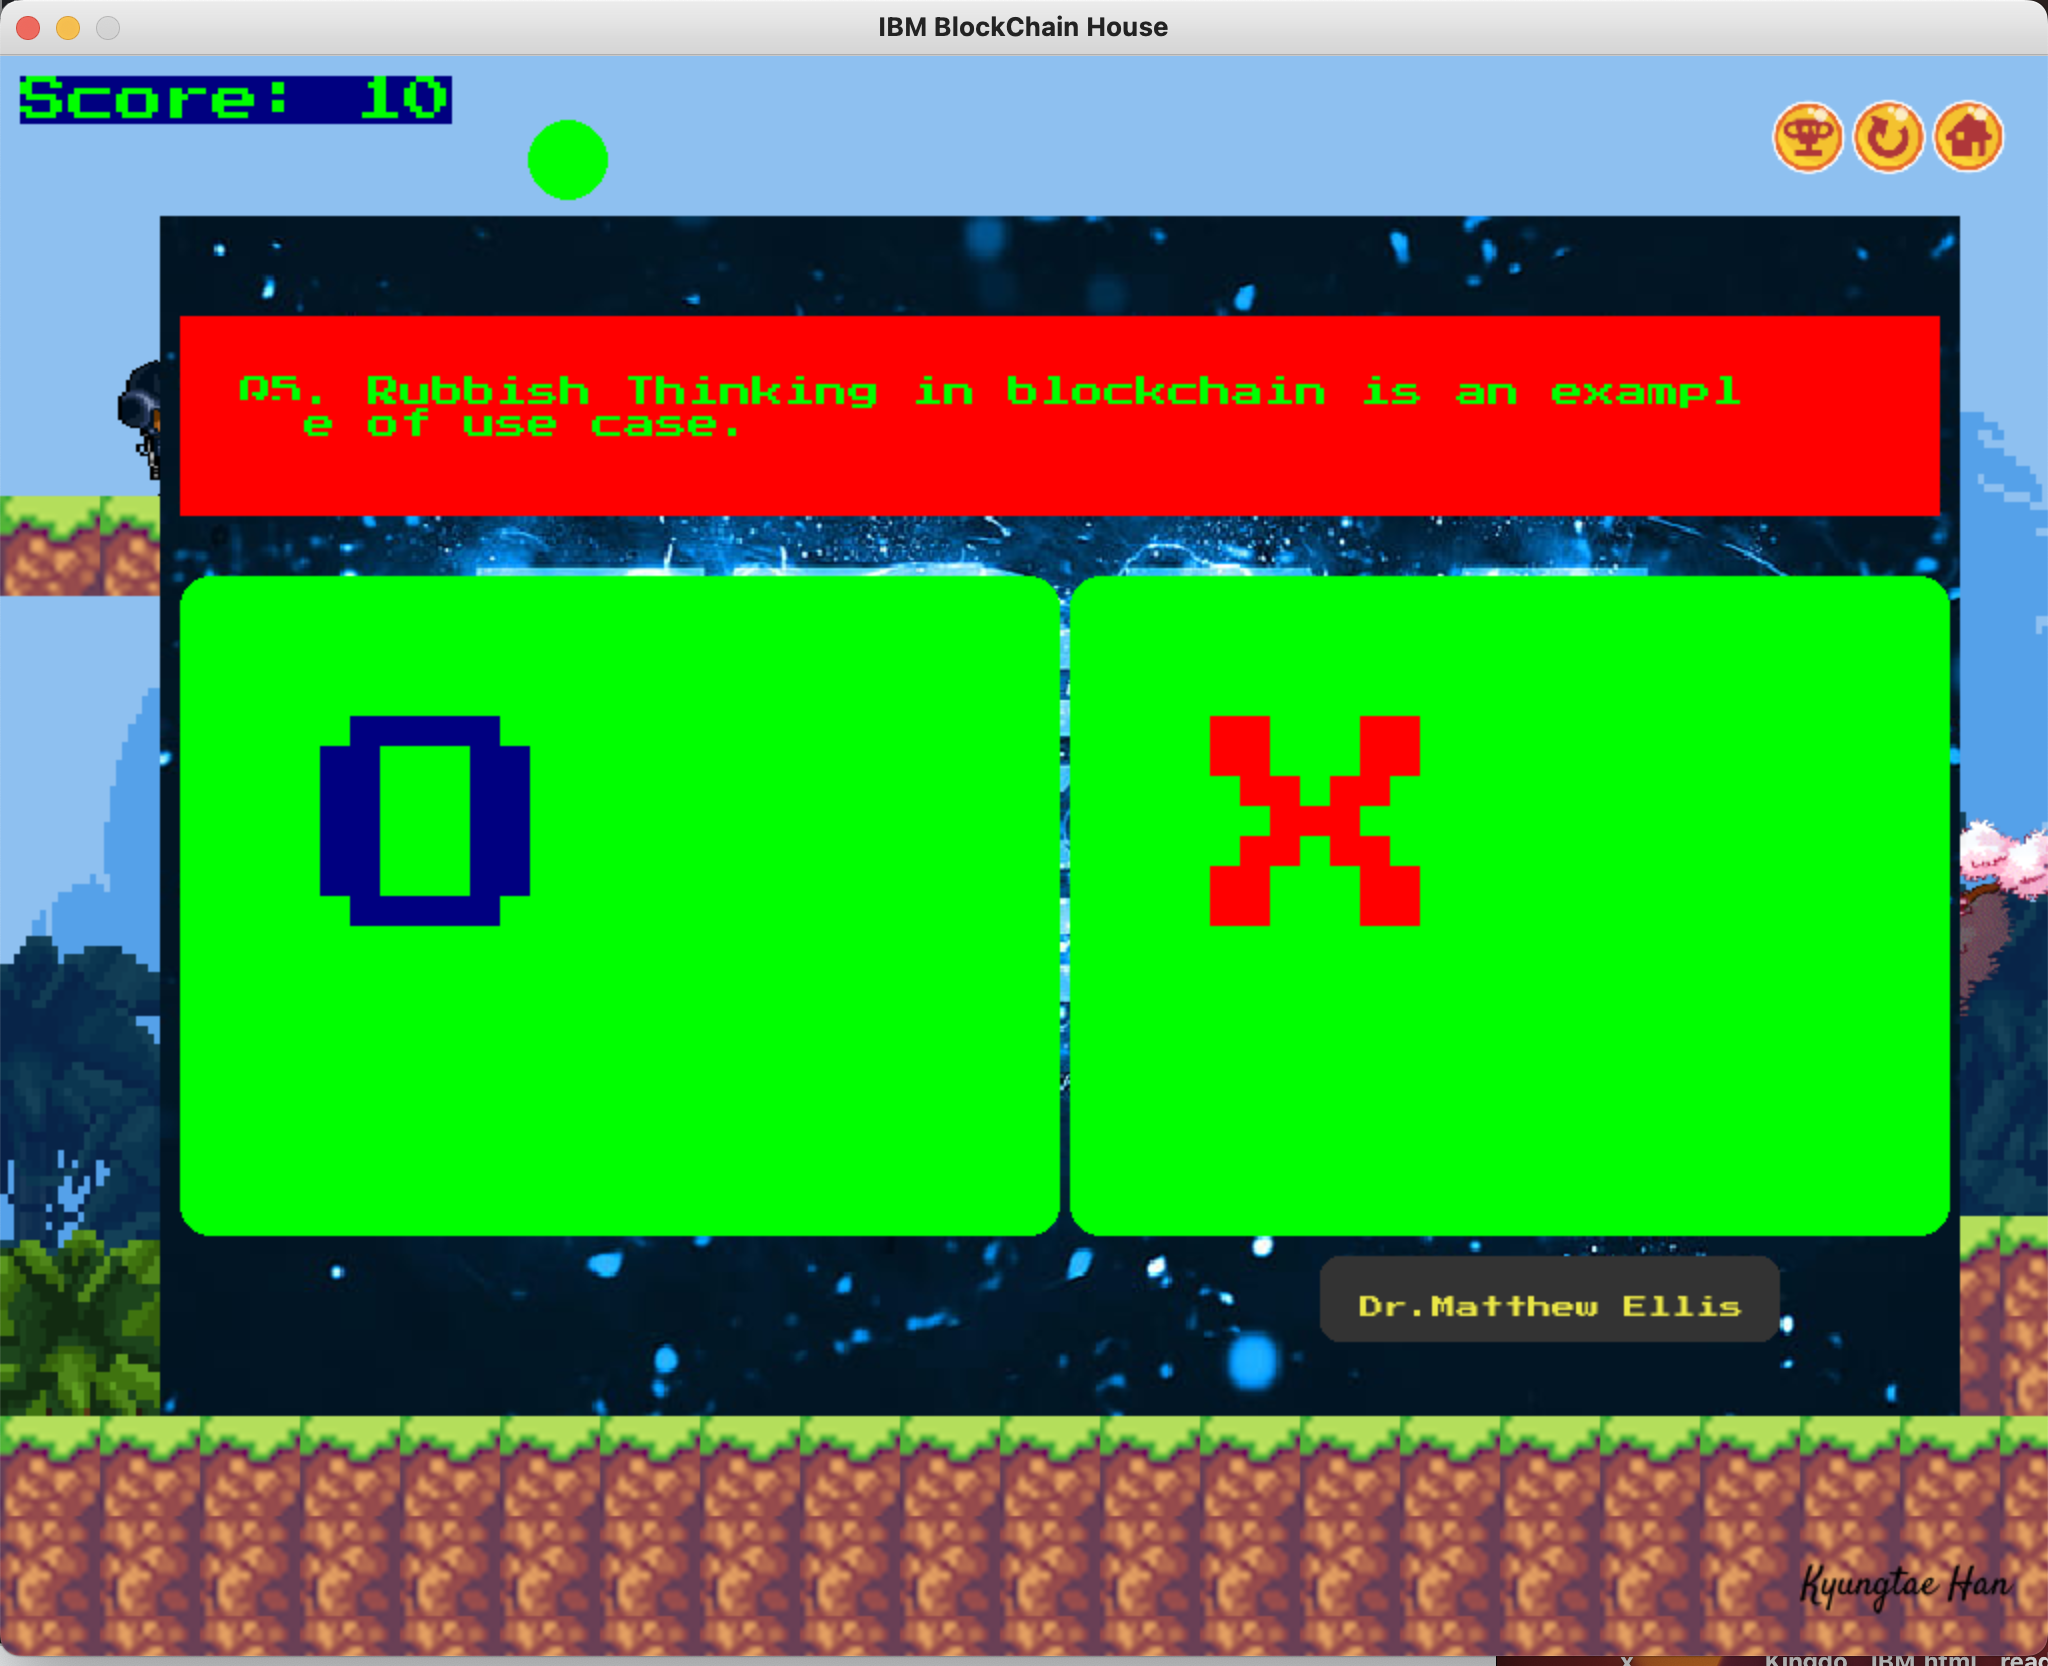 IBM BlockChain House
Score: 10
Q5. Rubbish Thinking in blockchain is an exampl
e of use case.
O
X
Dr.Matthew Ellis
Kyungtae Han